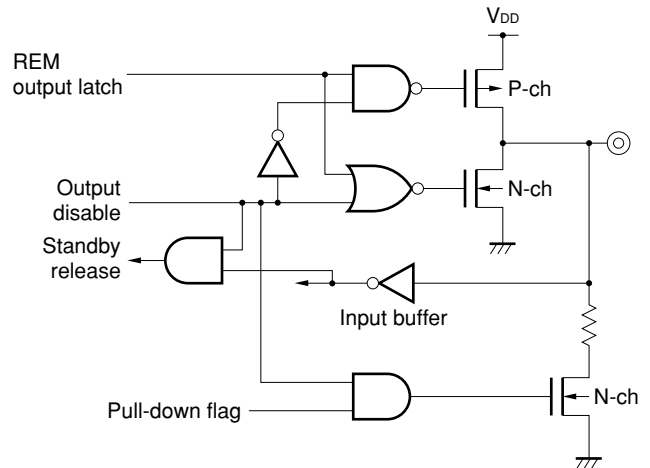 VDD
REM
output latch
P-ch
Output
disable
N-ch
Standby
release
Input buffer
N-ch
Pull-down flag